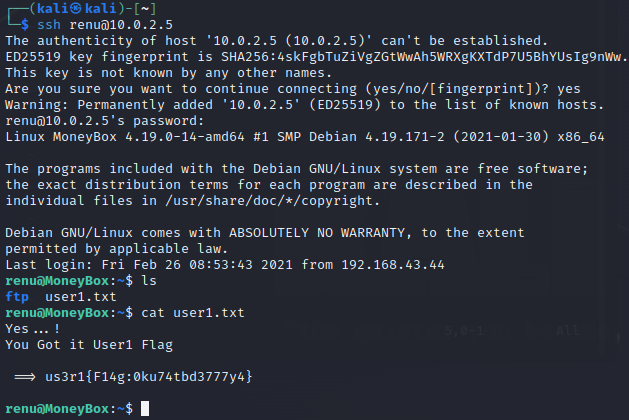 ┌──(kali㉿kali)-[~]
└─$ ssh renu@10.0.2.5
The authenticity of host '10.0.2.5 (10.0.2.5)' can't be established.
ED25519 key fingerprint is SHA256:4skFgbTuZiVgZGtWwAh5WRXgKXTdP7U5BhYUsIg9nWw.
This key is not known by any other names.
Are you sure you want to continue connecting (yes/no/[fingerprint])? yes
Warning: Permanently added '10.0.2.5' (ED25519) to the list of known hosts.
renu@10.0.2.5's password:
Linux MoneyBox 4.19.0-14-amd64 #1 SMP Debian 4.19.171-2 (2021-01-30) x86_64
The programs included with the Debian GNU/Linux system are free software;
the exact distribution terms for each program are described in the
individual files in /usr/share/doc/*/copyright.
Debian GNU/Linux comes with ABSOLUTELY NO WARRANTY, to the extent
permitted by applicable law.
Last login: Fri Feb 26 08:53:43 2021 from 192.168.43.44
renu@MoneyBox:~$ ls
ftp  user1.txt
renu@MoneyBox:~$ cat user1.txt
Yes...!
You Got it User1 Flag
==> us3r1{F14g:0ku74tbd3777y4}
renu@MoneyBox:~$